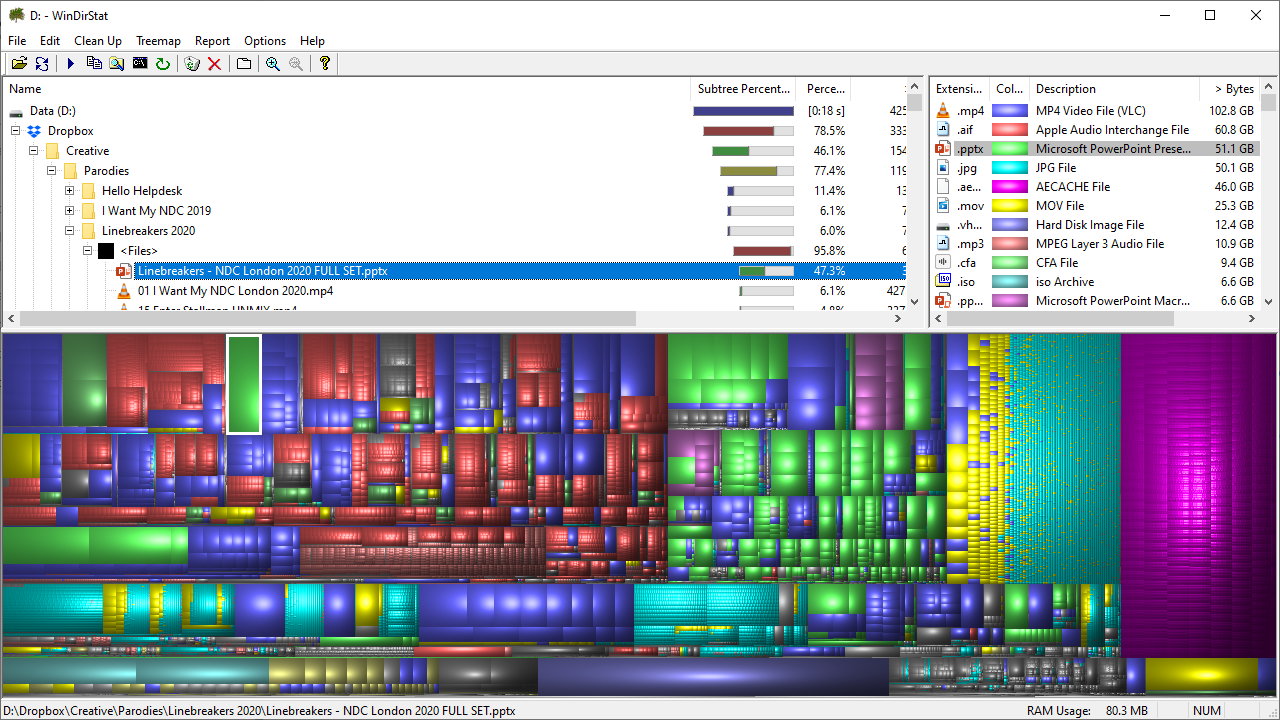 D: - WinDirStat
File Edit Clean Up Treemap Report Options Help
Name Subtree Percent... Perce...
Data (D:) [0:18 s] 425
Dropbox 78.5% 333
Creative 46.1% 154
Parodies 77.4% 119
Hello Helpdesk 11.4% 13
I Want My NDC 2019 6.1% 7
Linebreakers 2020 6.0% 7
<Files> 95.8% 6
Linebreakers - NDC London 2020 FULL SET.pptx 47.3%
01 I Want My NDC London 2020.mp4 6.1% 427
Extensi... Col... Description > Bytes
.mp4 MP4 Video File (VLC) 102.8 GB
.aif Apple Audio Interchange File 60.8 GB
.pptx Microsoft PowerPoint Prese... 51.1 GB
.jpg JPG File 50.1 GB
.ae... AECACHE File 46.0 GB
.mov MOV File 25.3 GB
.vh... Hard Disk Image File 12.4 GB
.mp3 MPEG Layer 3 Audio File 10.9 GB
.cfa CFA File 9.4 GB
.iso iso Archive 6.6 GB
.pp... Microsoft PowerPoint Macr... 6.6 GB
D:\Dropbox\Creative\Parodies\Linebreakers 2020\Linebreakers - NDC London 2020 FULL SET.pptx RAM Usage: 80.3 MB NUM